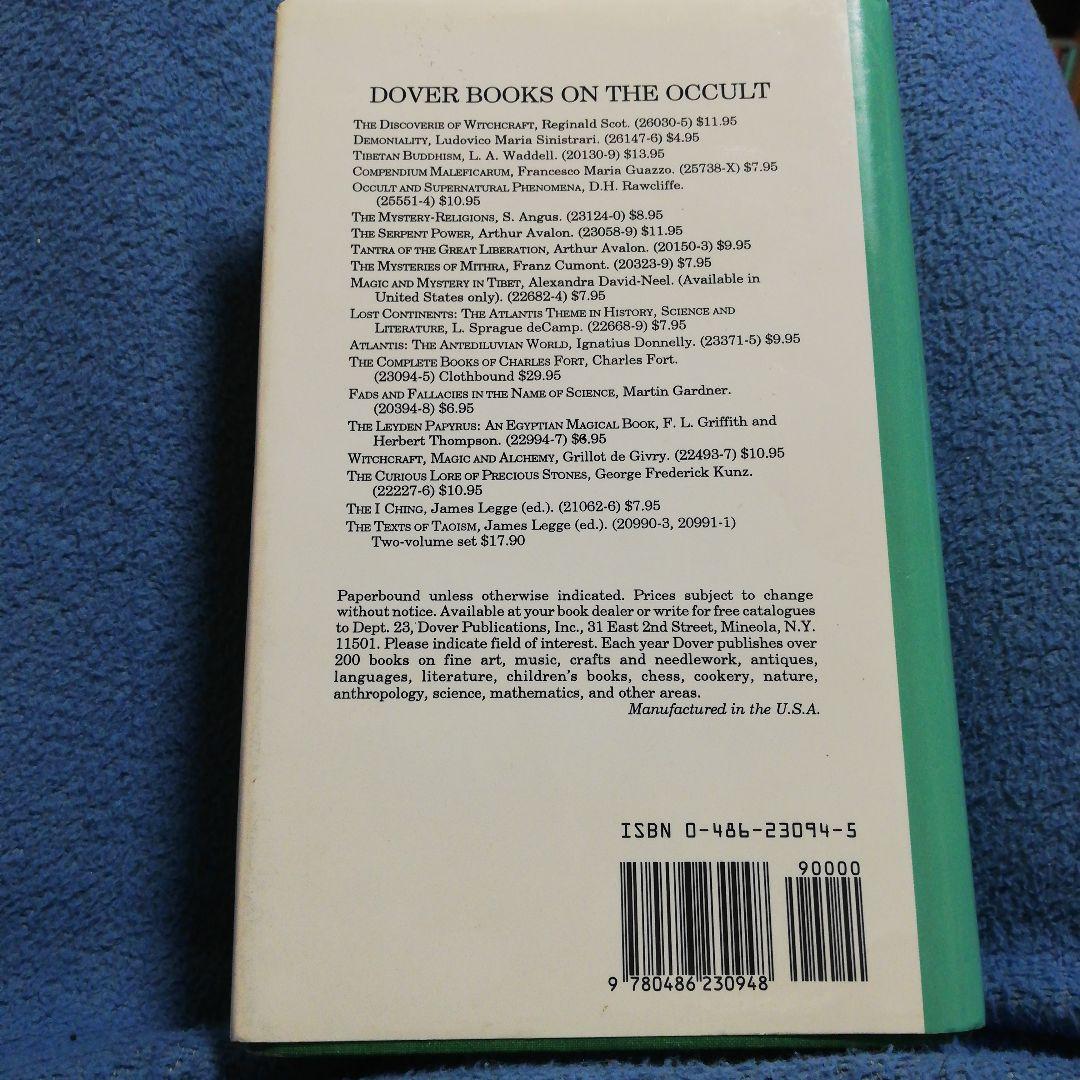 DOVER BOOKS ON THE OCCULT
THE DISCOVERIE OF WITCHCRAFT, Reginald Scot. (26030-5) $11.95
DEMONIALITY, Ludovico Maria Sinistrari. (26147-6) $4.95
TIBETAN BUDDHISM, L. A. Waddell. (20130-9) $13.95
COMPENDIUM MALEFICARUM, Francesco Maria Guazzo. (25738-X) $7.95
OCCULT AND SUPERNATURAL PHENOMENA, D.H. Rawcliffe.
(25551-4) $10.95
THE MYSTERY-RELIGIONS, S. Angus. (23124-0) $8.95
THE SERPENT POWER, Arthur Avalon. (23058-9) $11.95
TANTRA OF THE GREAT LIBERATION, Arthur Avalon. (20150-3) $9.95
THE MYSTERIES OF MITHRA, Franz Cumont. (20323-9) $7.95
MAGIC AND MYSTERY IN TIBET, Alexandra David-Neel. (Available in
United States only). (22682-4) $7.95
LOST CONTINENTS: THE ATLANTIS THEME IN HISTORY, SCIENCE AND
LITERATURE, L. Sprague deCamp. (22668-9) $7.95
ATLANTIS: THE ANTEDILUVIAN WORLD, Ignatius Donnelly. (23371-5) $9.95
THE COMPLETE BOOKS OF CHARLES FORT, Charles Fort.
(23094-5) Clothbound $29.95
FADS AND FALLACIES IN THE NAME OF SCIENCE, Martin Gardner.
(20394-8) $6.95
THE LEYDEN PAPYRUS: AN EGYPTIAN MAGICAL BOOK, F. L. Griffith and
Herbert Thompson. (22994-7) $6.95
WITCHCRAFT, MAGIC AND ALCHEMY, Grillot de Givry. (22493-7) $10.95
THE CURIOUS LORE OF PRECIOUS STONES, George Frederick Kunz.
(22227-6) $10.95
THE I CHING, James Legge (ed.). (21062-6) $7.95
THE TEXTS OF TAOISM, James Legge (ed.). (20990-3, 20991-1)
Two-volume set $17.90
Paperbound unless otherwise indicated. Prices subject to change
without notice. Available at your book dealer or write for free catalogues
to Dept. 23, Dover Publications, Inc., 31 East 2nd Street, Mineola, N.Y.
11501. Please indicate field of interest. Each year Dover publishes over
200 books on fine art, music, crafts and needlework, antiques,
languages, literature, children's books, chess, cookery, nature,
anthropology, science, mathematics, and other areas.
Manufactured in the U.S.A.
ISBN 0-486-23094-5
90000
9 780486 230948